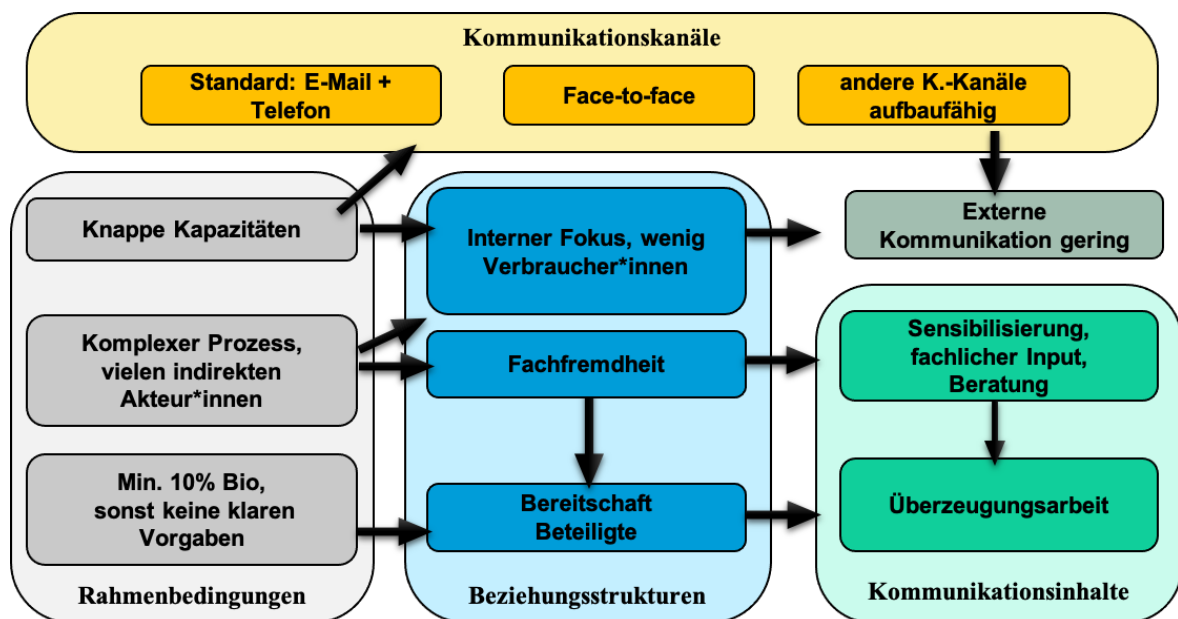 Kommunikationskanäle
Standard: E-Mail +
Telefon
Face-to-face
andere K.-Kanäle
aufbaufähig
Knappe Kapazitäten
Komplexer Prozess,
vielen indirekten
Akteur*innen
Min. 10% Bio,
sonst keine klaren
Vorgaben
Rahmenbedingungen
Interner Fokus, wenig
Verbraucher*innen
Fachfremdheit
Bereitschaft
Beteiligte
Beziehungsstrukturen
Externe
Kommunikation gering
Sensibilisierung,
fachlicher Input,
Beratung
Überzeugungsarbeit
Kommunikationsinhalte